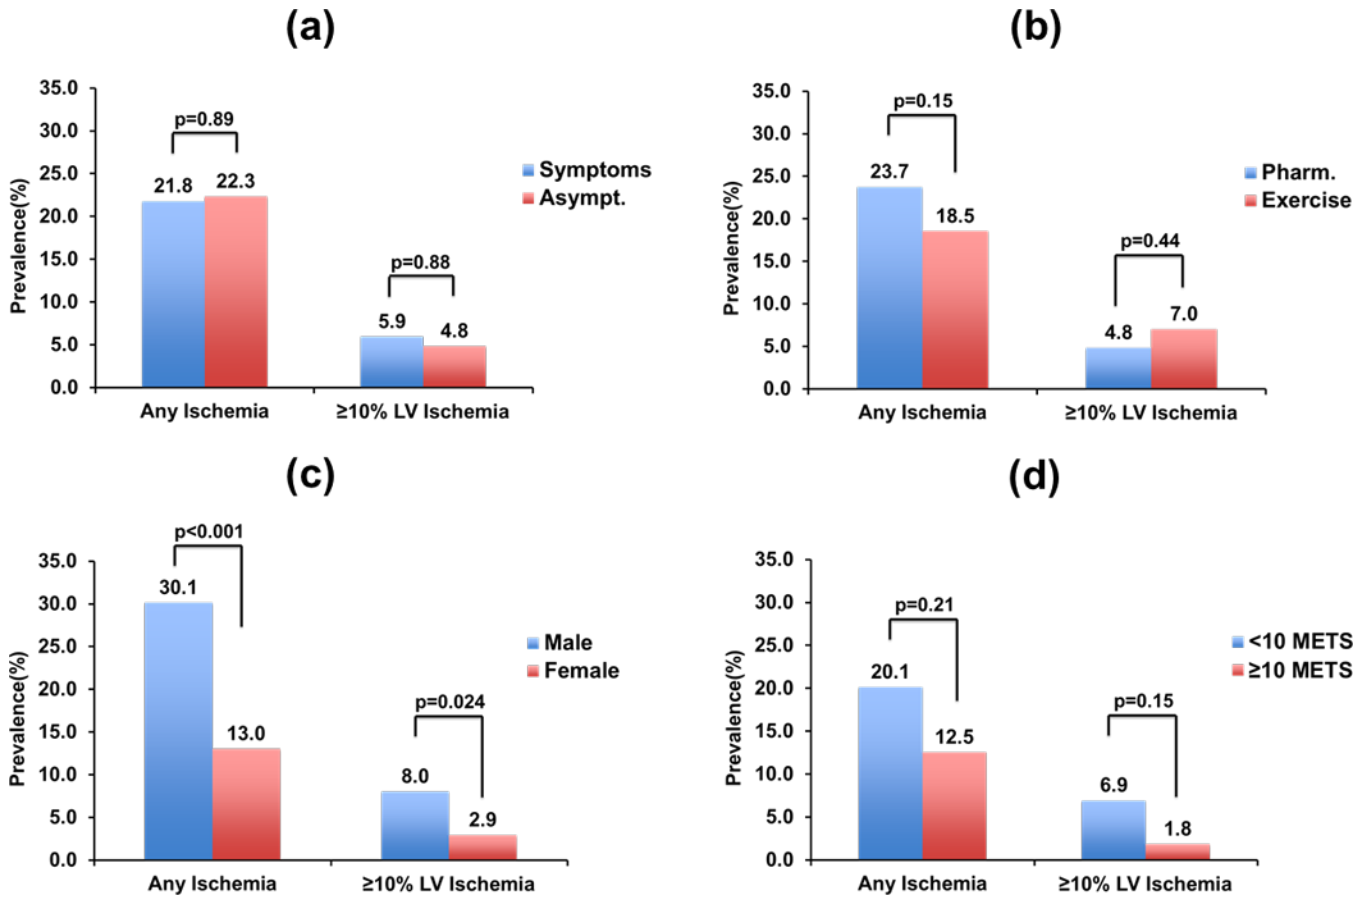 (a)
35.0
30.0
25.0
20.0
15.0
10.0
5.0
0.0
Prevalence(%)
p=0.89
21.8
22.3
p=0.88
5.9
4.8
Any Ischemia
≥10% LV Ischemia
Symptoms
Asympt.
(b)
35.0
30.0
25.0
20.0
15.0
10.0
5.0
0.0
Prevalence(%)
p=0.15
23.7
18.5
p=0.44
4.8
7.0
Any Ischemia
≥10% LV Ischemia
Pharm.
Exercise
(c)
35.0
30.0
25.0
20.0
15.0
10.0
5.0
0.0
Prevalence(%)
p<0.001
30.1
13.0
p=0.024
8.0
2.9
Any Ischemia
≥10% LV Ischemia
Male
Female
(d)
35.0
30.0
25.0
20.0
15.0
10.0
5.0
0.0
Prevalence(%)
p=0.21
20.1
12.5
p=0.15
6.9
1.8
Any Ischemia
≥10% LV Ischemia
<10 METS
≥10 METS